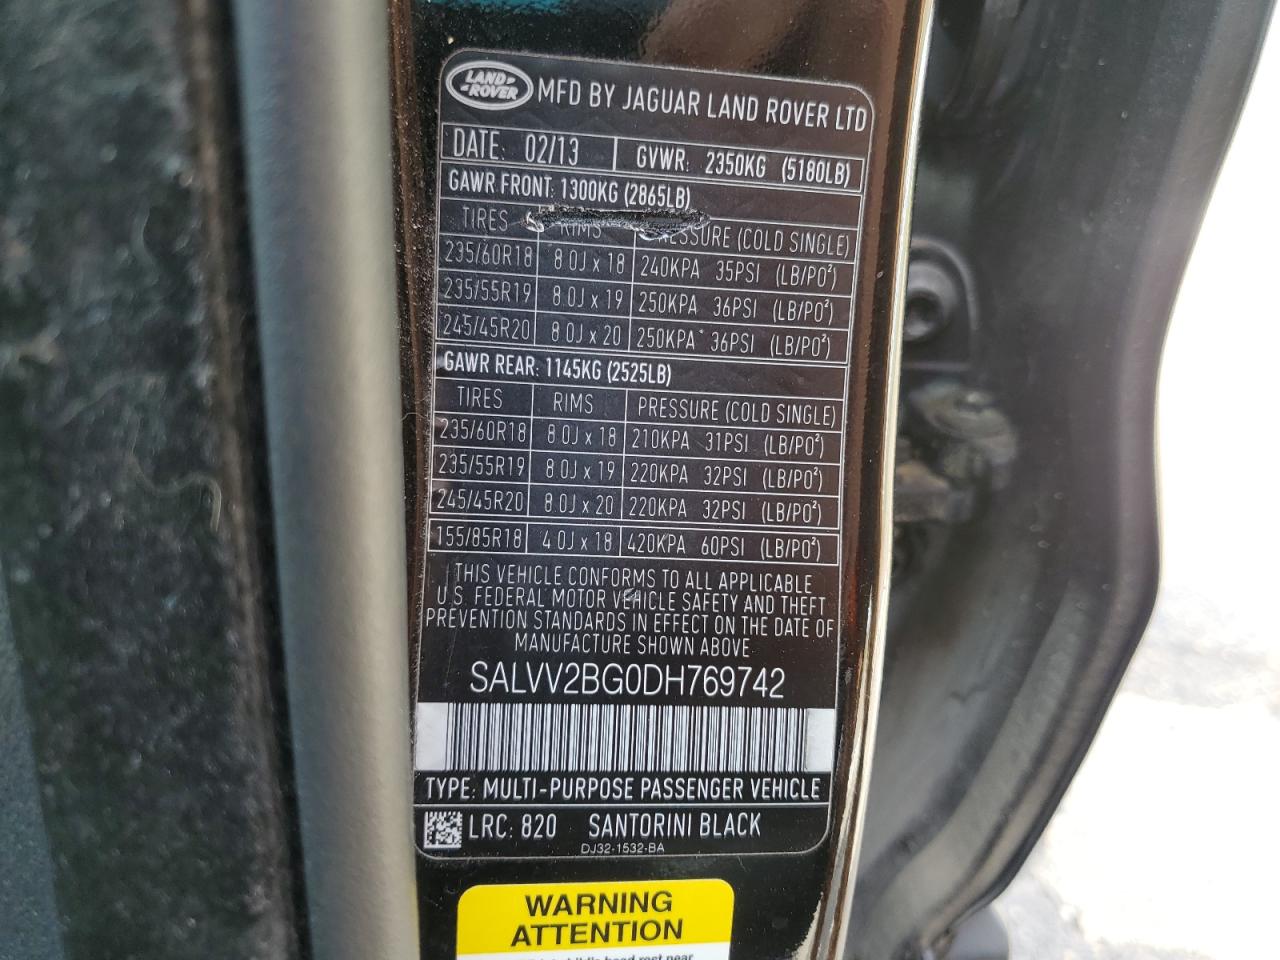 LAND ROVER MFD BY JAGUAR LAND ROVER LTD
DATE: 02/13 GVWR: 2350KG (5180LB)
GAWR FRONT: 1300KG (2865LB)
TIRES RIMS PRESSURE (COLD SINGLE)
235/60R18 8.0J x 18 240KPA 35PSI (LB/PO²)
235/55R19 8.0J x 19 250KPA 36PSI (LB/PO²)
245/45R20 8.0J x 20 250KPA 36PSI (LB/PO²)
GAWR REAR: 1145KG (2525LB)
TIRES RIMS PRESSURE (COLD SINGLE)
235/60R18 8.0J x 18 210KPA 31PSI (LB/PO²)
235/55R19 8.0J x 19 220KPA 32PSI (LB/PO²)
245/45R20 8.0J x 20 220KPA 32PSI (LB/PO²)
155/85R18 4.0J x 18 420KPA 60PSI (LB/PO²)
THIS VEHICLE CONFORMS TO ALL APPLICABLE
U.S. FEDERAL MOTOR VEHICLE SAFETY AND THEFT
PREVENTION STANDARDS IN EFFECT ON THE DATE OF
MANUFACTURE SHOWN ABOVE
SALVV2BG0DH769742
TYPE: MULTI-PURPOSE PASSENGER VEHICLE
LRC: 820 SANTORINI BLACK
DJ32-1532-BA
WARNING
ATTENTION
child's head rest near